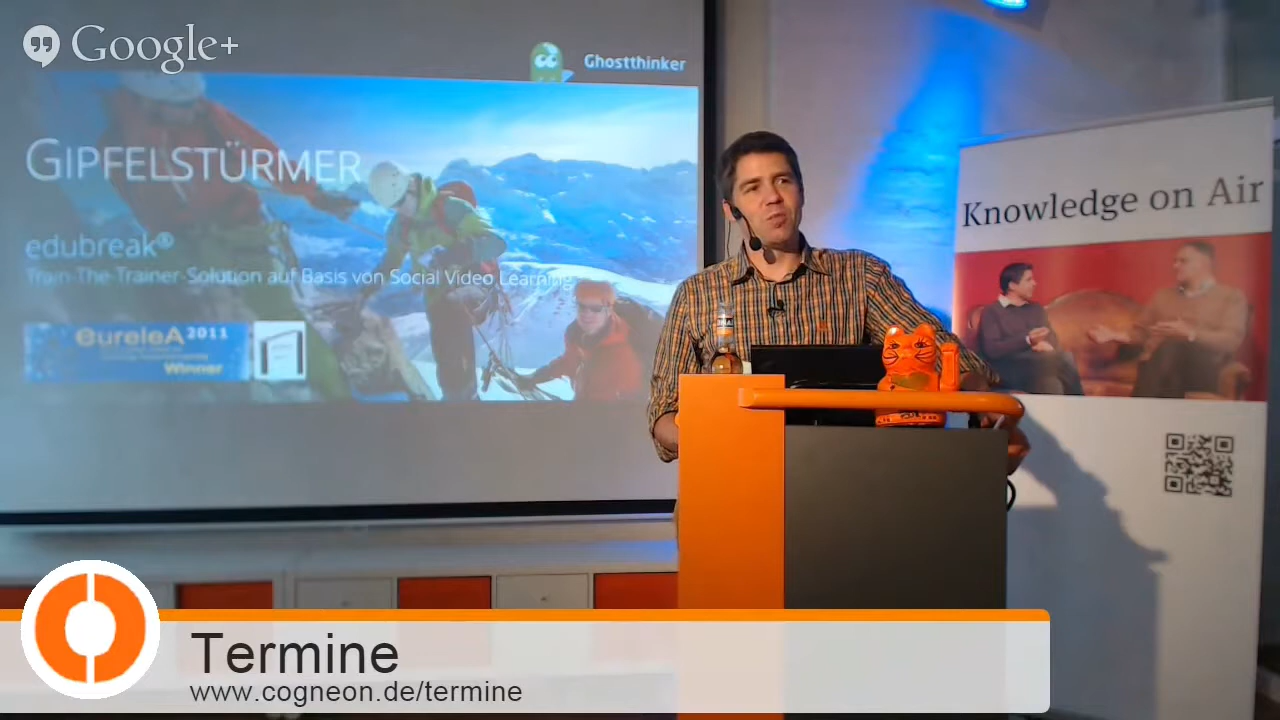 Google+
Ghostthinker
GIPFELSTÜRMER
edubreak®
Train-The-Trainer-Solution auf Basis von Social Video Learning
eureleA 2011
Winner
Knowledge on Air
Termine
www.cogneon.de/termine